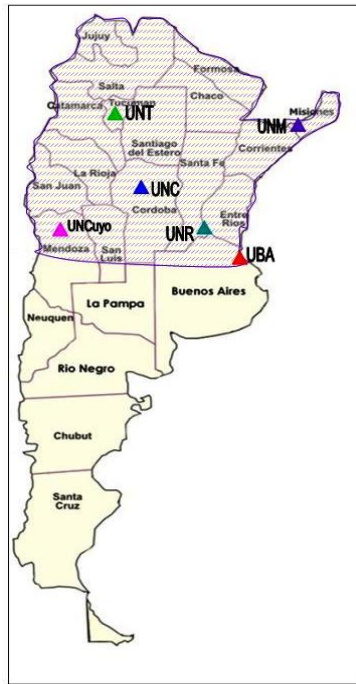 Jujuy
Salta
Formosa
Chaco
Catamarca
Tucuman
UNT
Misiones
UNM
Corrientes
Santiago
del Estero
Santa Fe
La Rioja
San Juan
UNC
Cordoba
Entre
Rios
UNCuyo
UNR
Mendoza
San
Luis
UBA
Buenos Aires
La Pampa
Neuquen
Rio Negro
Chubut
Santa
Cruz